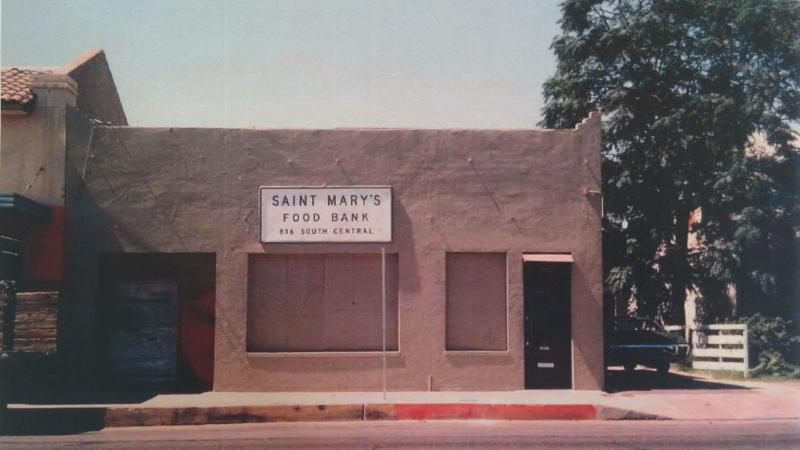 SAINT MARY'S
FOOD BANK
816 SOUTH CENTRAL